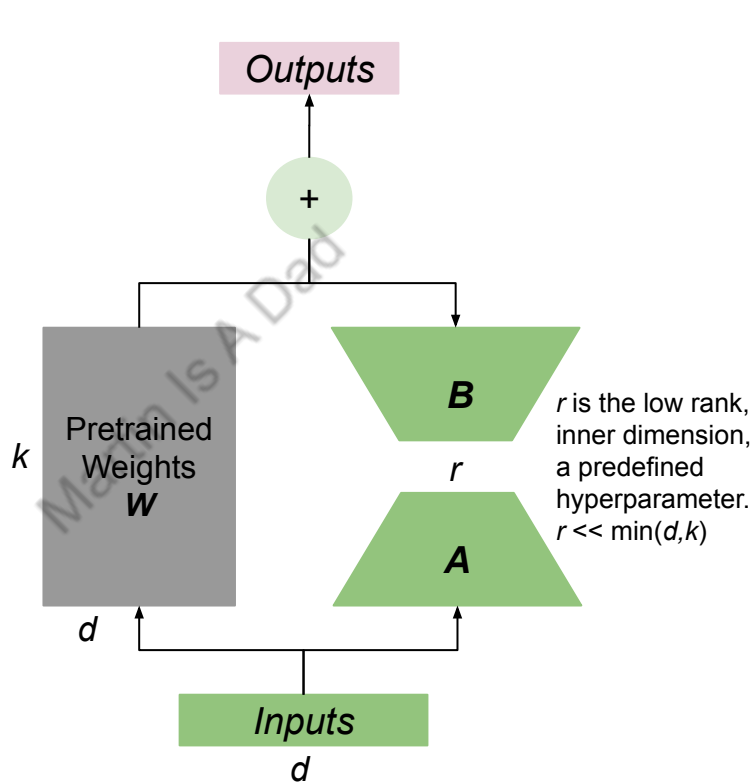 Outputs
+
Martin Is A Dad
k
Pretrained
Weights
W
B
r
A
r is the low rank,
inner dimension,
a predefined
hyperparameter.
r << min(d,k)
d
Inputs
d